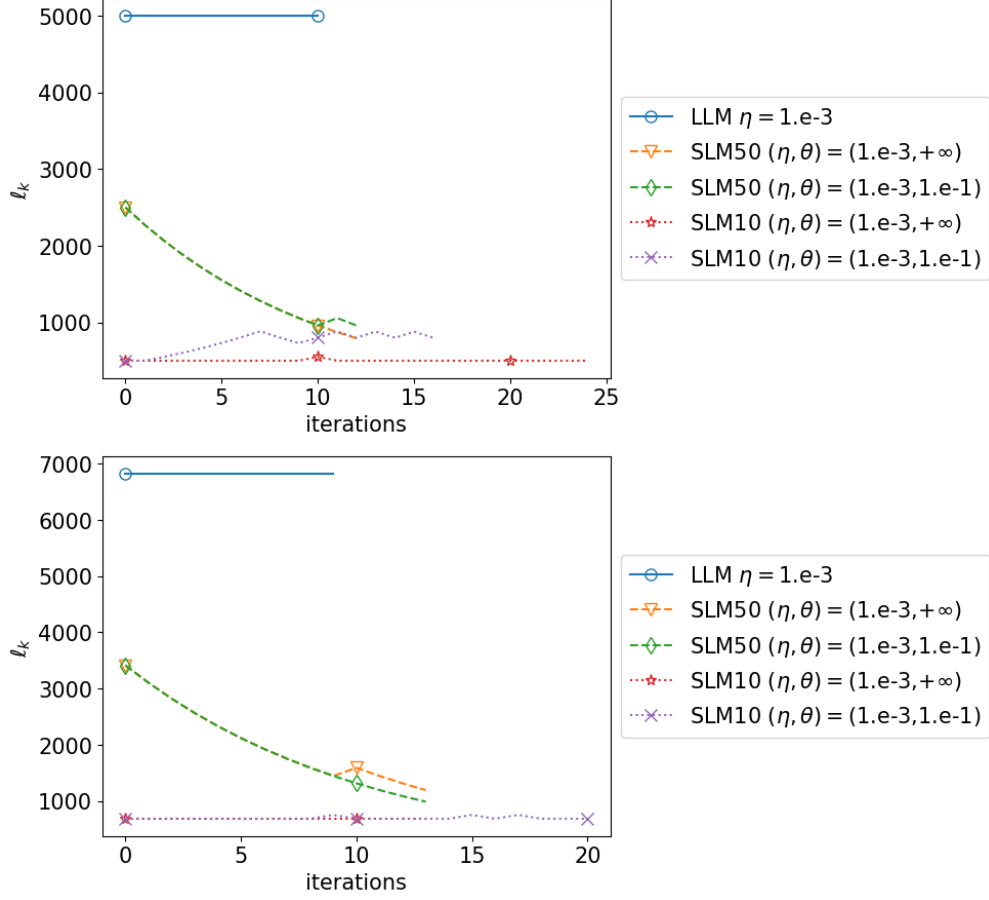 5000
4000
3000
2000
1000
ℓk
0
5
10
15
20
25
iterations
LLM η = 1.e-3
SLM50 (η, θ) = (1.e-3,+∞)
SLM50 (η, θ) = (1.e-3,1.e-1)
SLM10 (η, θ) = (1.e-3,+∞)
SLM10 (η, θ) = (1.e-3,1.e-1)
7000
6000
5000
4000
3000
2000
1000
ℓk
0
5
10
15
20
iterations
LLM η = 1.e-3
SLM50 (η, θ) = (1.e-3,+∞)
SLM50 (η, θ) = (1.e-3,1.e-1)
SLM10 (η, θ) = (1.e-3,+∞)
SLM10 (η, θ) = (1.e-3,1.e-1)